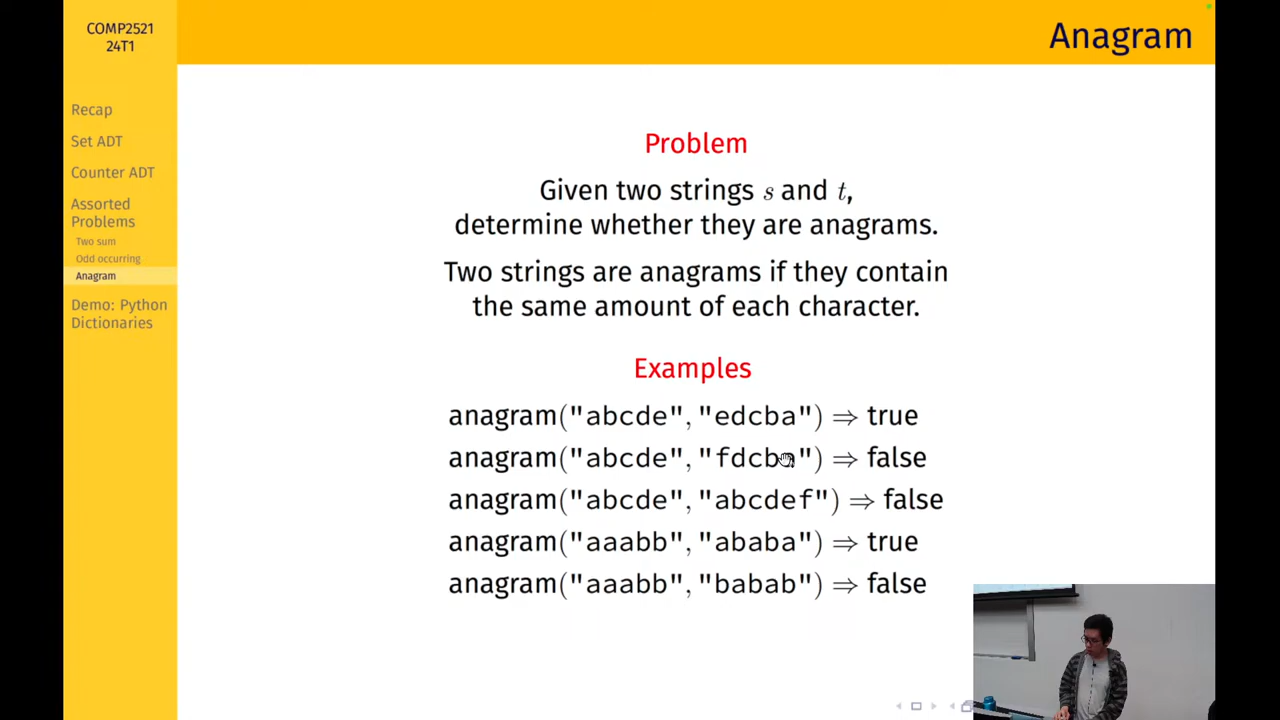 COMP2521
24T1
Anagram
Recap
Set ADT
Counter ADT
Assorted
Problems
Two sum
Odd occurring
Anagram
Demo: Python
Dictionaries
Problem
Given two strings s and t,
determine whether they are anagrams.
Two strings are anagrams if they contain
the same amount of each character.
Examples
anagram("abcde", "edcba") ⇒ true
anagram("abcde", "fdcba") ⇒ false
anagram("abcde", "abcdef") ⇒ false
anagram("aaabb", "ababa") ⇒ true
anagram("aaabb", "babab") ⇒ false